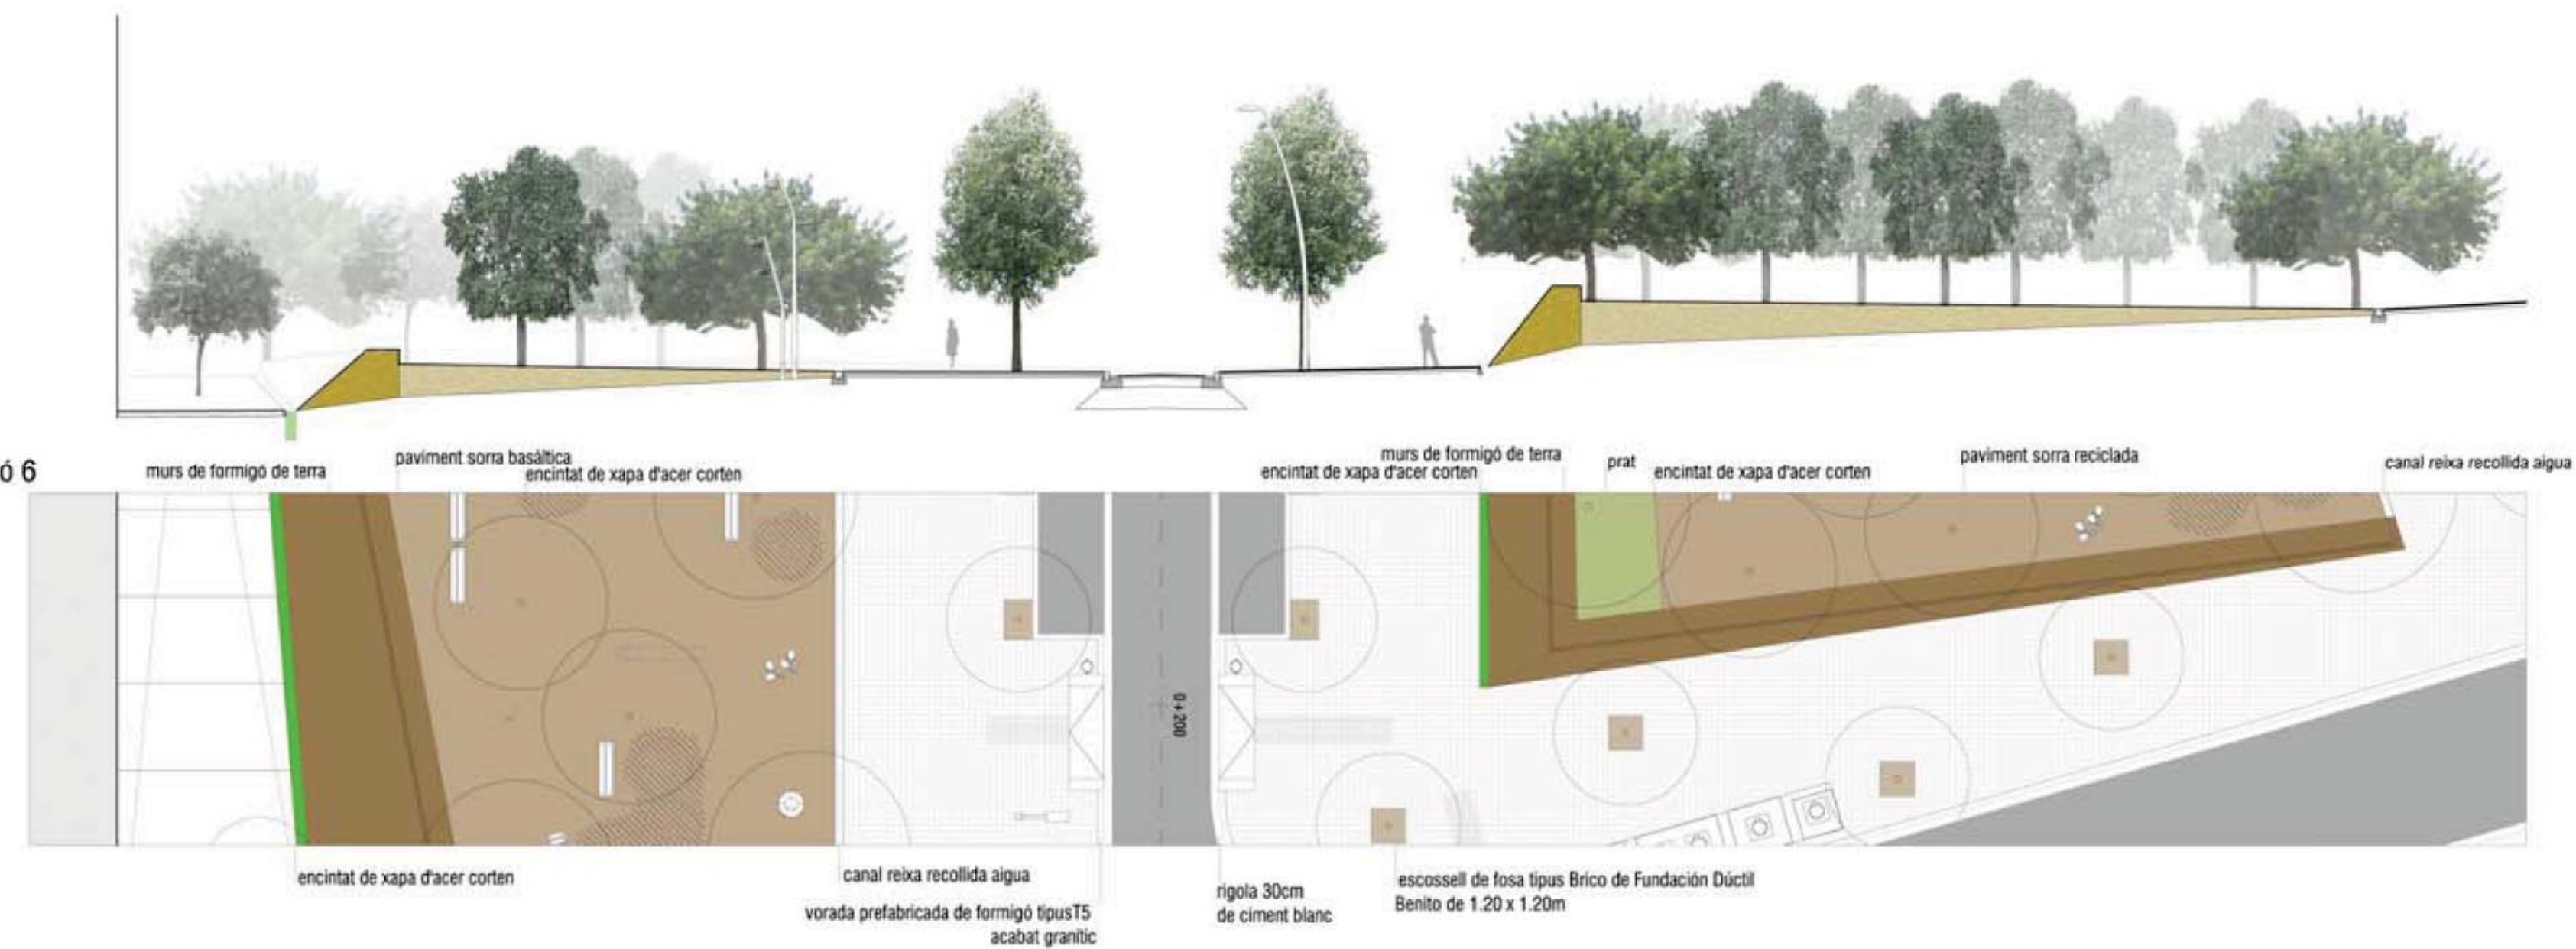 ó 6
murs de formigó de terra
paviment sorra basàltica
encintat de xapa d'acer corten
murs de formigó de terra
encintat de xapa d'acer corten
prat
encintat de xapa d'acer corten
paviment sorra reciclada
canal reixa recollida aigua
0+200
encintat de xapa d'acer corten
canal reixa recollida aigua
vorada prefabricada de formigó tipusT5
acabat granític
rigola 30cm
de ciment blanc
escossell de fosa tipus Brico de Fundación Dúctil
Benito de 1.20 x 1.20m